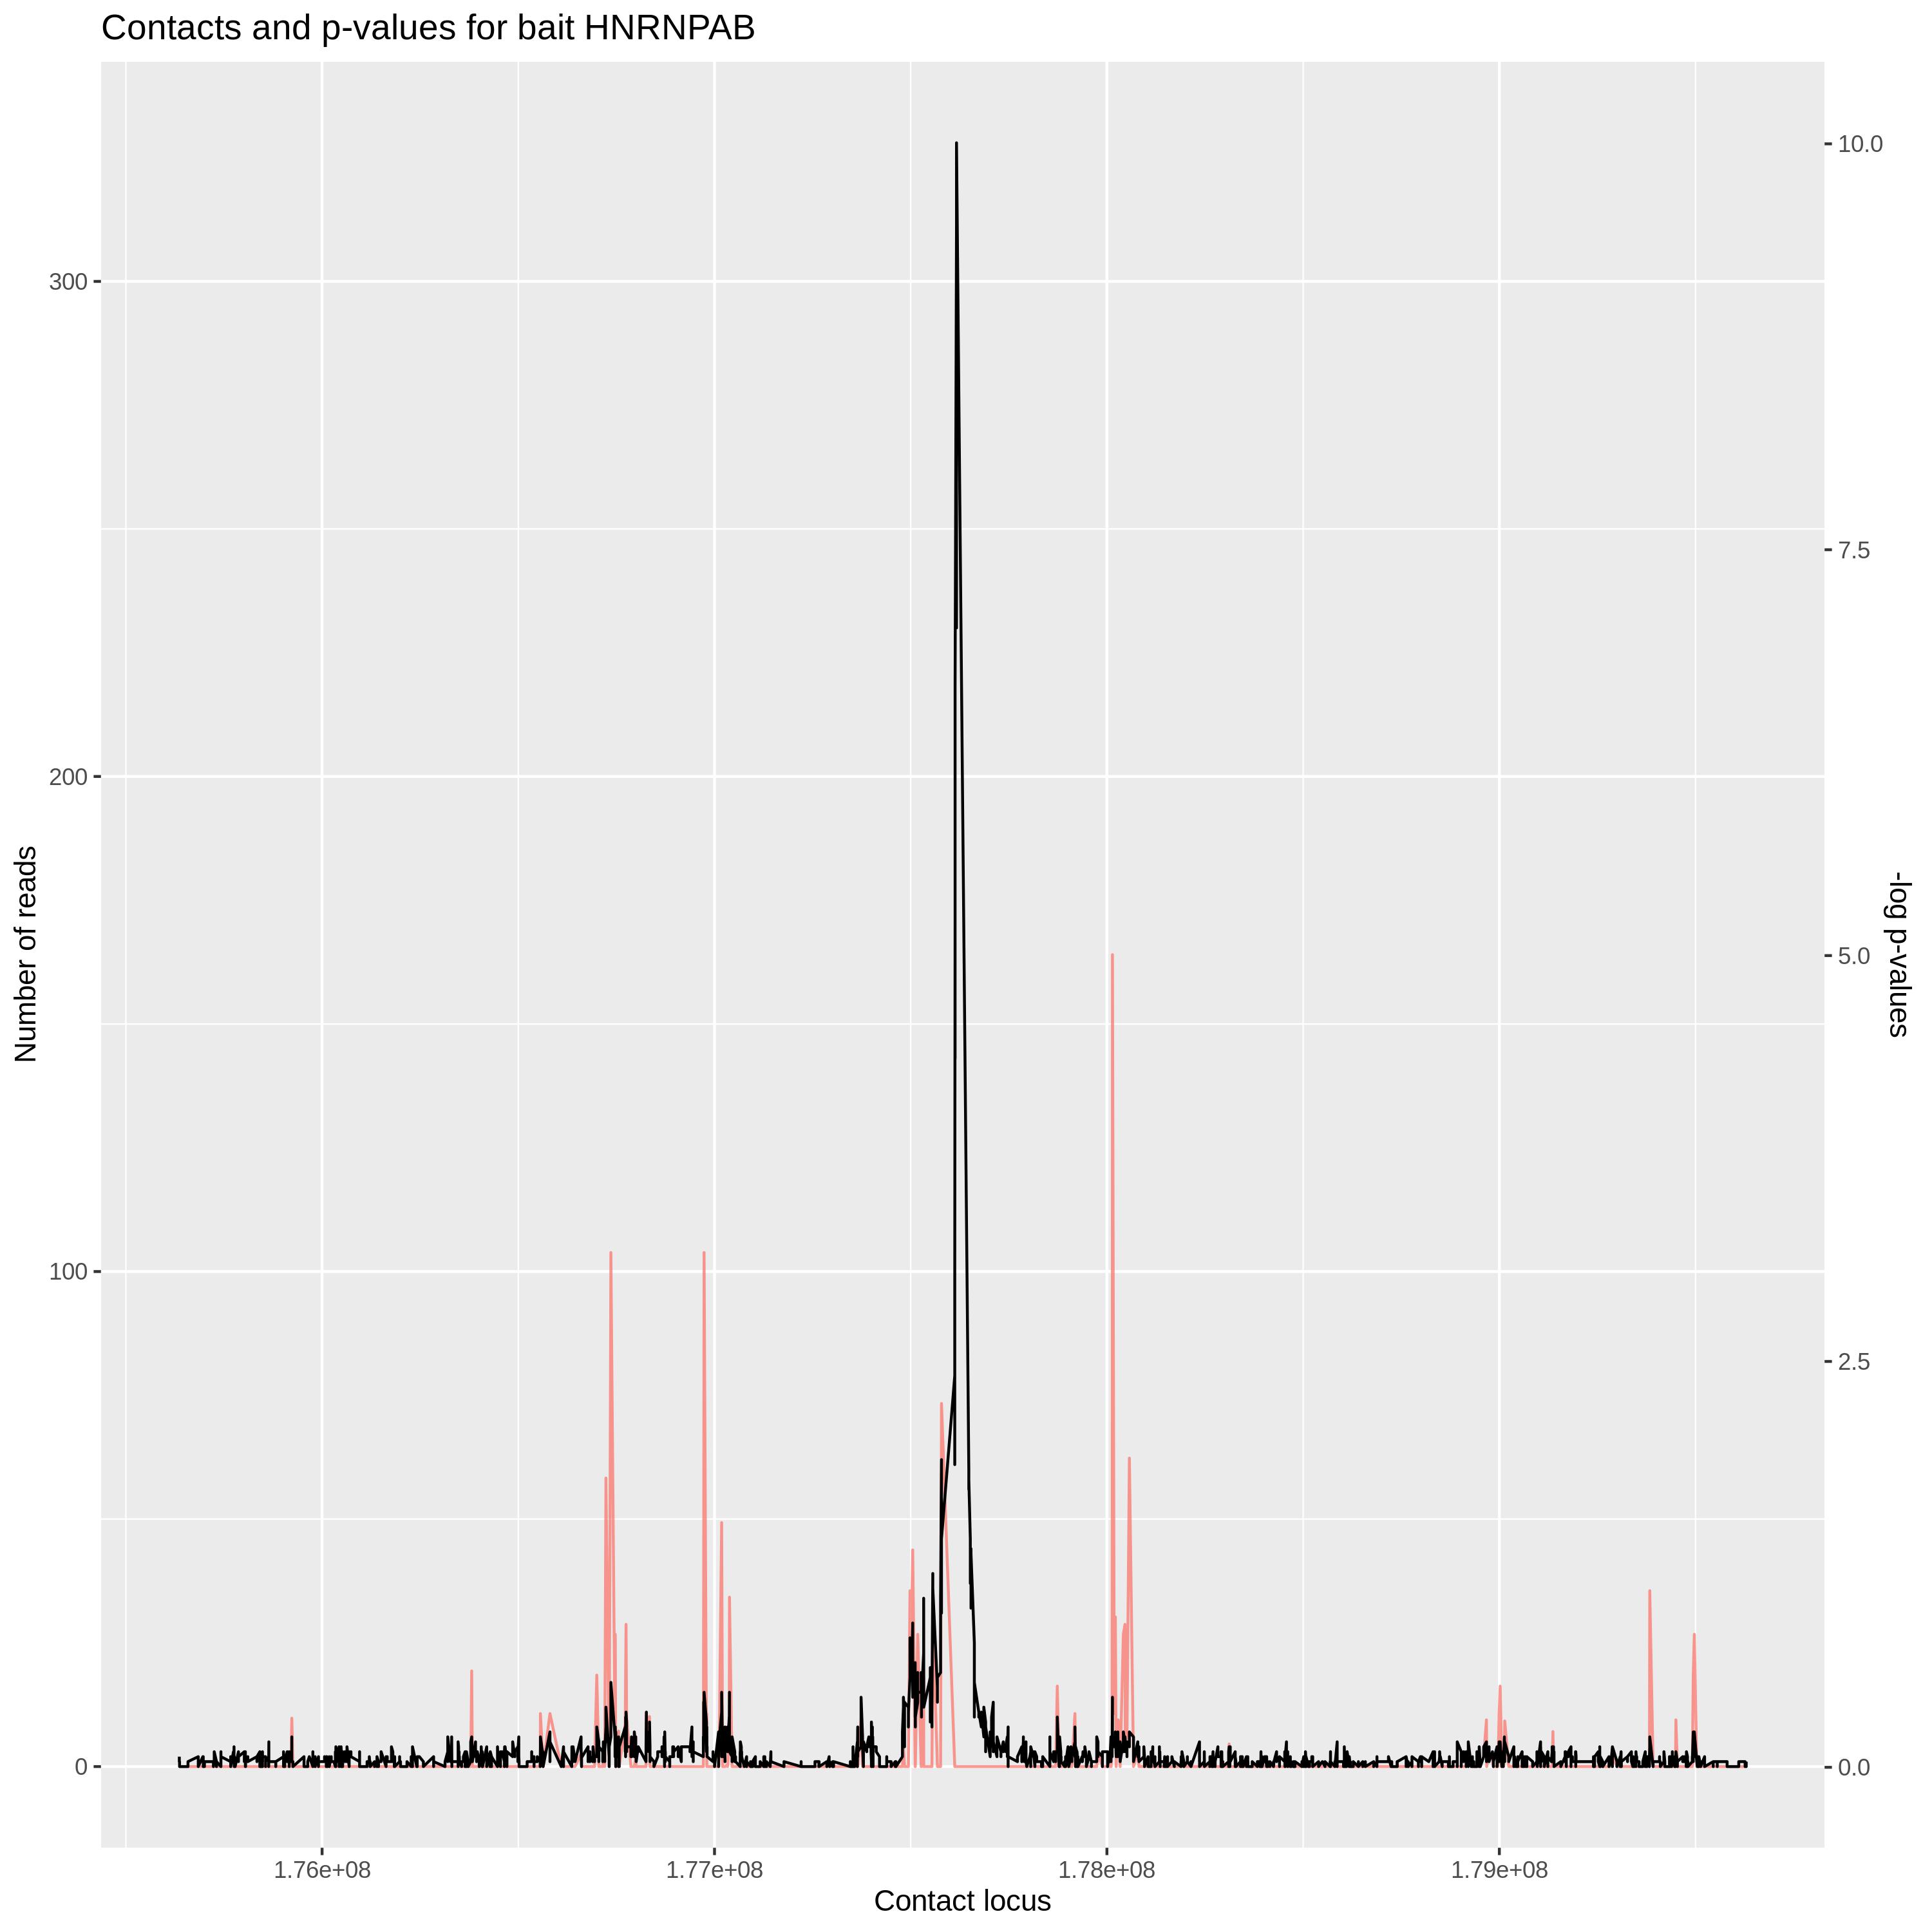 Contacts and p-values for bait HNRNPAB
300
200
100
0
Number of reads
10.0
7.5
5.0
2.5
0.0
-log p-values
1.76e+08
1.77e+08
1.78e+08
1.79e+08
Contact locus